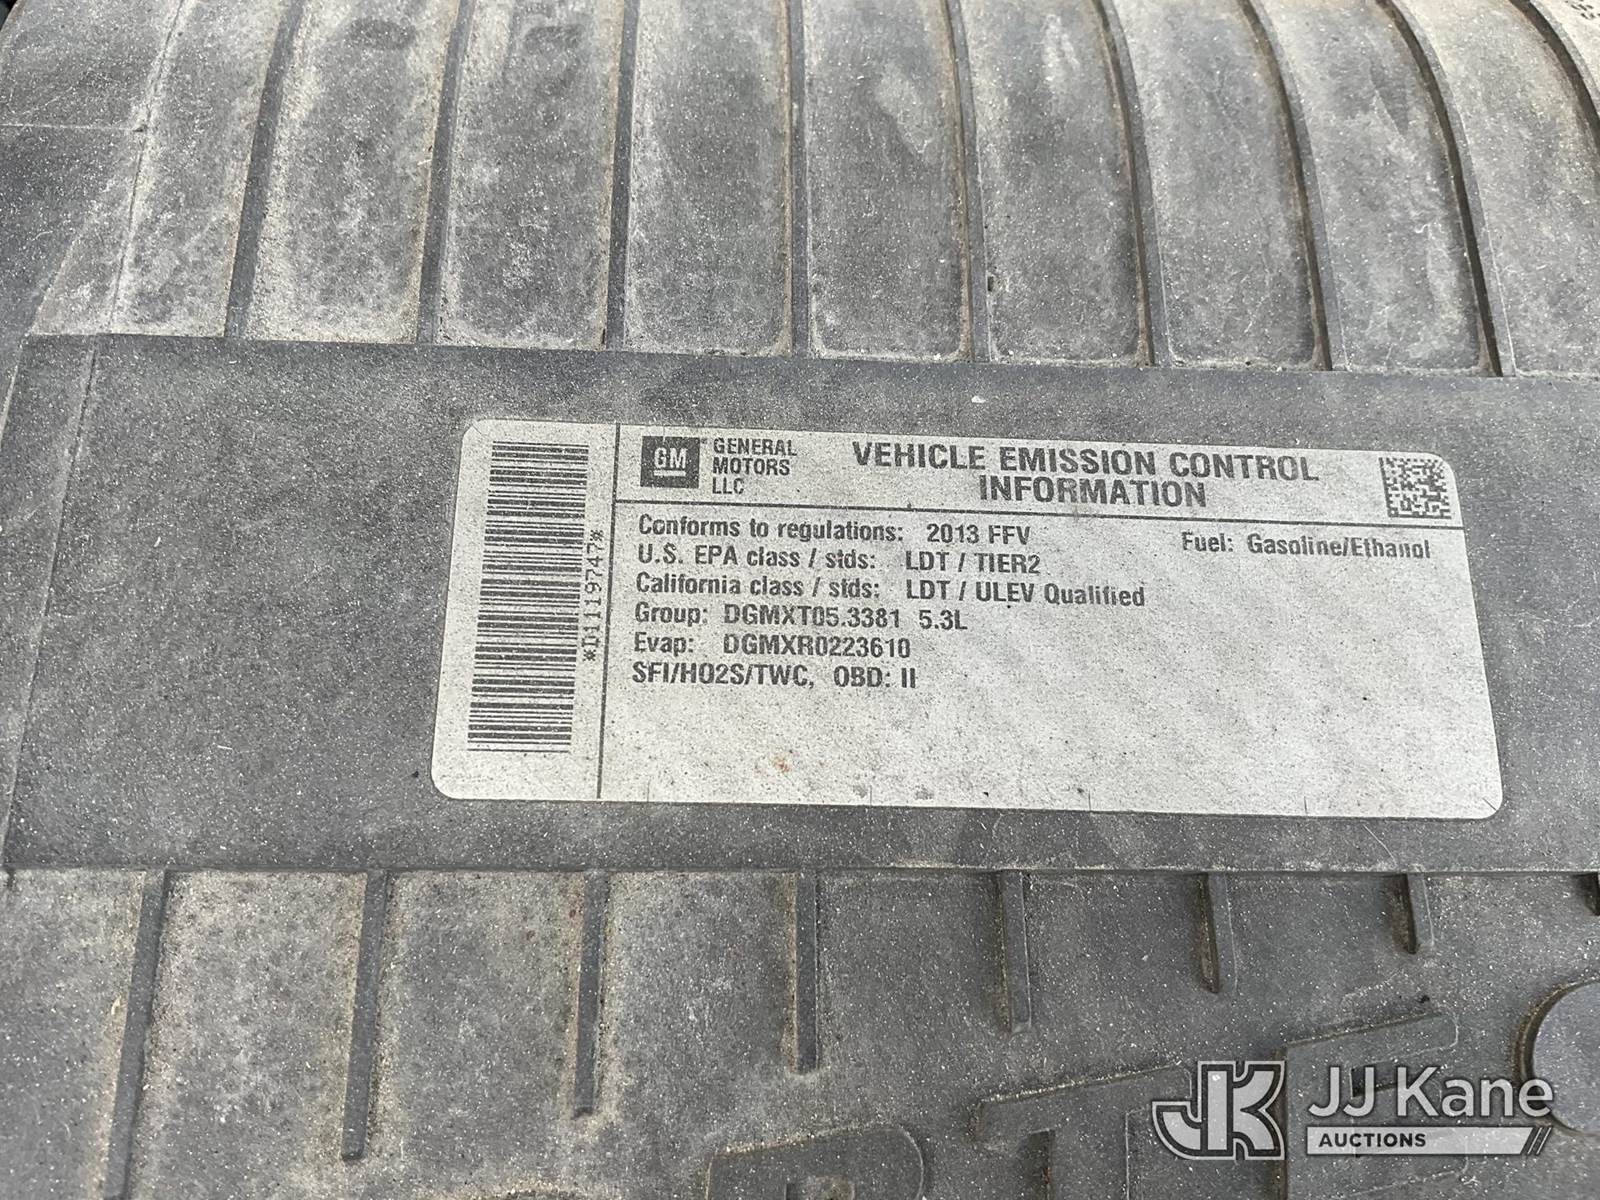 GM GENERAL
MOTORS
LLC
VEHICLE EMISSION CONTROL
INFORMATION
Conforms to regulations: 2013 FFV
Fuel: Gasoline/Ethanol
U.S. EPA class / stds: LDT / TIER2
California class / stds: LDT / ULEV Qualified
Group: DGMXT05.3381 5.3L
Evap: DGMXR0223610
SFI/HO2S/TWC, OBD: II
*D1119747*
JK JJ Kane
AUCTIONS